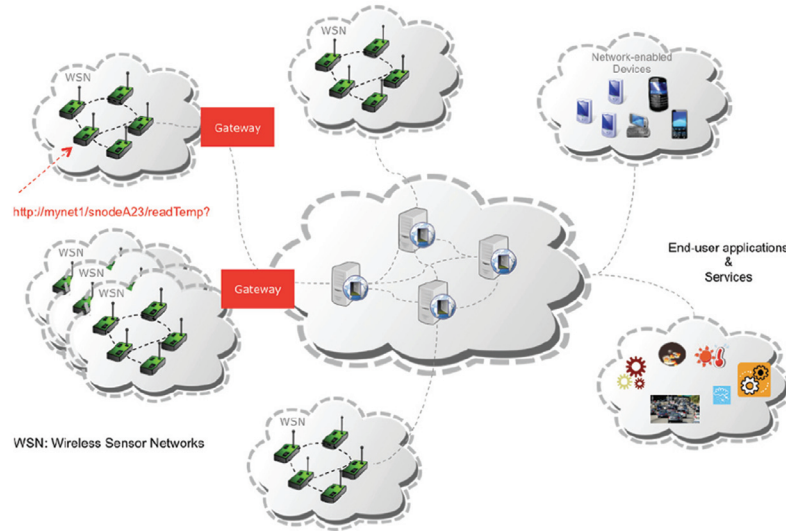 WSN
WSN
Network-enabled
Devices
Gateway
http://mynet1/snodeA23/readTemp?
WSN
WSN
WSN
Gateway
End-user applications
&
Services
WSN
WSN: Wireless Sensor Networks